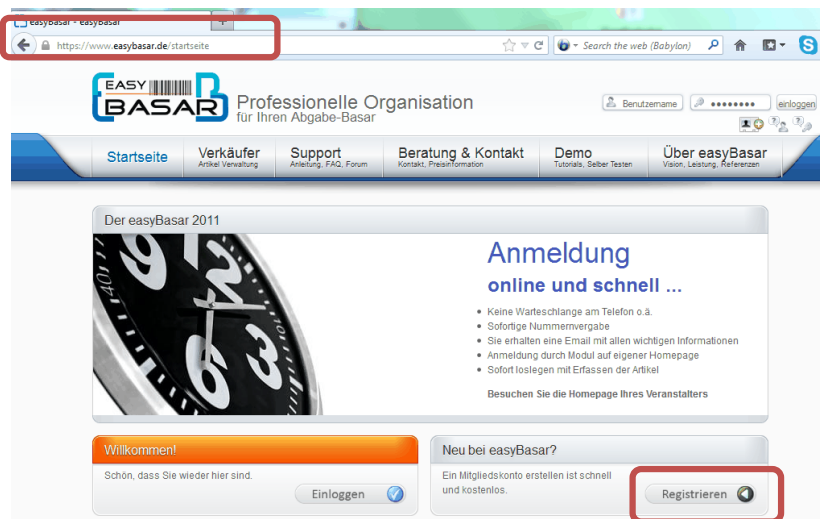 easyBasar - easyBasar
https://www.easybasar.de/startseite
Search the web (Babylon)
EASY
BASAR
Professionelle Organisation
für Ihren Abgabe-Basar
Benutzername
einloggen
Startseite
Verkäufer
Artikel Verwaltung
Support
Anleitung, FAQ, Forum
Beratung & Kontakt
Kontakt, Preisinformation
Demo
Tutorials, Selber Testen
Über easyBasar
Vision, Leistung, Referenzen
Der easyBasar 2011
Anmeldung
online und schnell ...
Keine Warteschlange am Telefon o.ä.
Sofortige Nummernvergabe
Sie erhalten eine Email mit allen wichtigen Informationen
Anmeldung durch Modul auf eigener Homepage
Sofort loslegen mit Erfassen der Artikel
Besuchen Sie die Homepage Ihres Veranstalters
Willkommen!
Schön, dass Sie wieder hier sind.
Einloggen
Neu bei easyBasar?
Ein Mitgliedskonto erstellen ist schnell
und kostenlos.
Registrieren